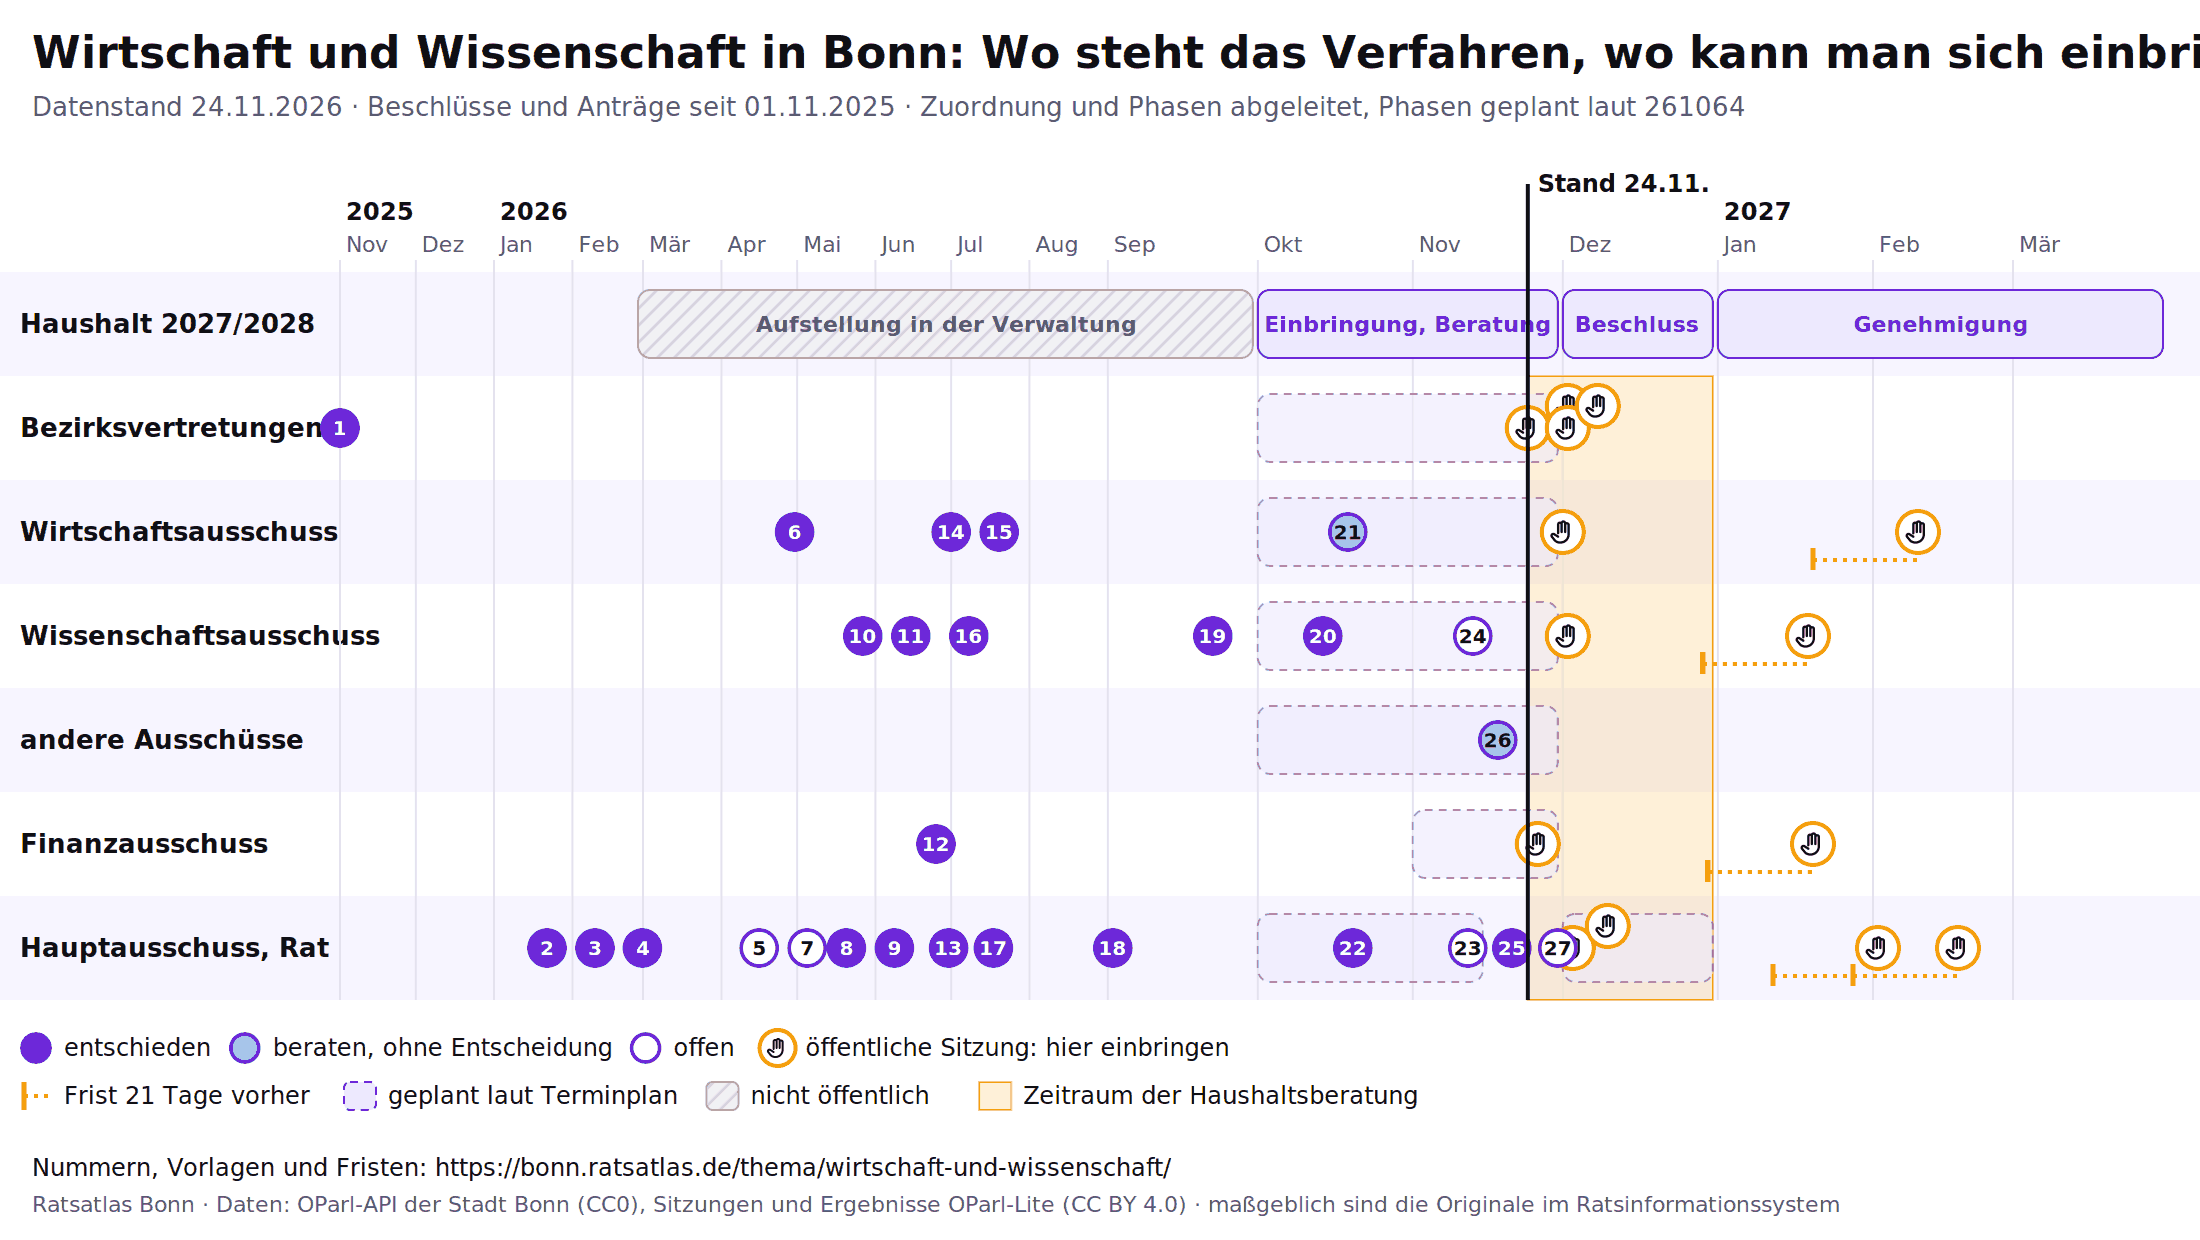 Wirtschaft und Wissenschaft in Bonn: Wo steht das Verfahren, wo kann man sich einbri
Datenstand 24.11.2026 · Beschlüsse und Anträge seit 01.11.2025 · Zuordnung und Phasen abgeleitet, Phasen geplant laut 261064
Stand 24.11.
2025 2026 2027
Nov Dez Jan Feb Mär Apr Mai Jun Jul Aug Sep Okt Nov Dez Jan Feb Mär
Haushalt 2027/2028 Aufstellung in der Verwaltung Einbringung, Beratung Beschluss Genehmigung
Bezirksvertretungen 1
Wirtschaftsausschuss 6 14 15 21
Wissenschaftsausschuss 10 11 16 19 20 24
andere Ausschüsse 26
Finanzausschuss 12
Hauptausschuss, Rat 2 3 4 5 7 8 9 13 17 18 22 23 25 27
entschieden beraten, ohne Entscheidung offen öffentliche Sitzung: hier einbringen
Frist 21 Tage vorher geplant laut Terminplan nicht öffentlich Zeitraum der Haushaltsberatung
Nummern, Vorlagen und Fristen: https://bonn.ratsatlas.de/thema/wirtschaft-und-wissenschaft/
Ratsatlas Bonn · Daten: OParl-API der Stadt Bonn (CC0), Sitzungen und Ergebnisse OParl-Lite (CC BY 4.0) · maßgeblich sind die Originale im Ratsinformationssystem